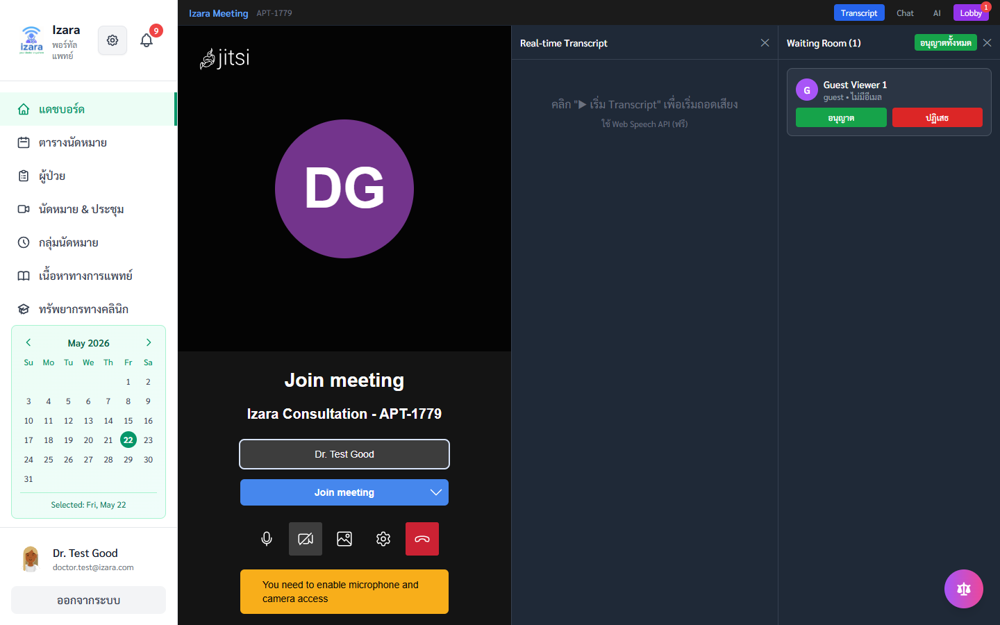 Izara
พอร์ทัล
แพทย์
9
izara
แดชบอร์ด
ตารางนัดหมาย
ผู้ป่วย
นัดหมาย & ประชุม
กลุ่มนัดหมาย
เนื้อหาทางการแพทย์
ทรัพยากรทางคลินิก
May 2026
Su Mo Tu We Th Fr Sa
1 2
3 4 5 6 7 8 9
10 11 12 13 14 15 16
17 18 19 20 21 22 23
24 25 26 27 28 29 30
31
Selected: Fri, May 22
Dr. Test Good
doctor.test@izara.com
ออกจากระบบ
Izara Meeting APT-1779
Transcript Chat AI Lobby 1
jitsi
DG
Join meeting
Izara Consultation - APT-1779
Dr. Test Good
Join meeting
You need to enable microphone and
camera access
Real-time Transcript
คลิก "▶ เริ่ม Transcript" เพื่อเริ่มถอดเสียง
ใช้ Web Speech API (ฟรี)
Waiting Room (1) อนุญาตทั้งหมด
G
Guest Viewer 1
guest • ไม่มีอีเมล
อนุญาต ปฏิเสธ